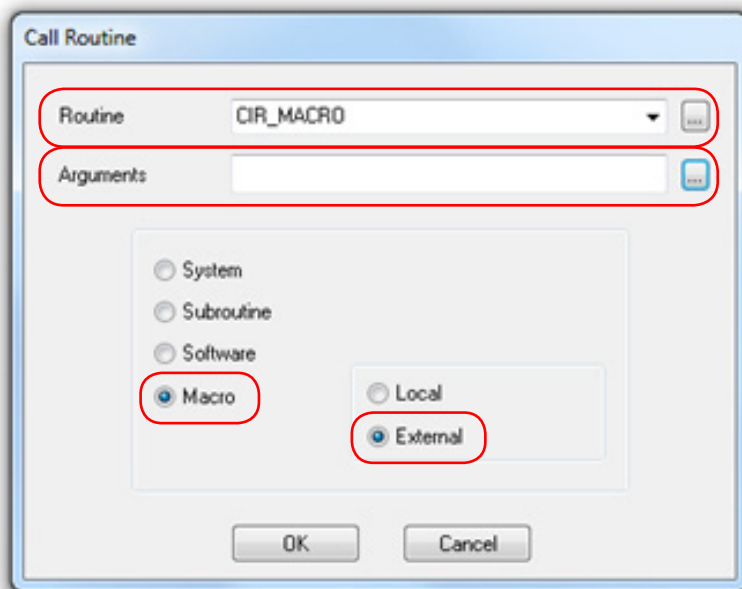 Call Routine
Routine CIR_MACRO ...
Arguments ...
System
Subroutine
Software
Macro
Local
External
OK Cancel